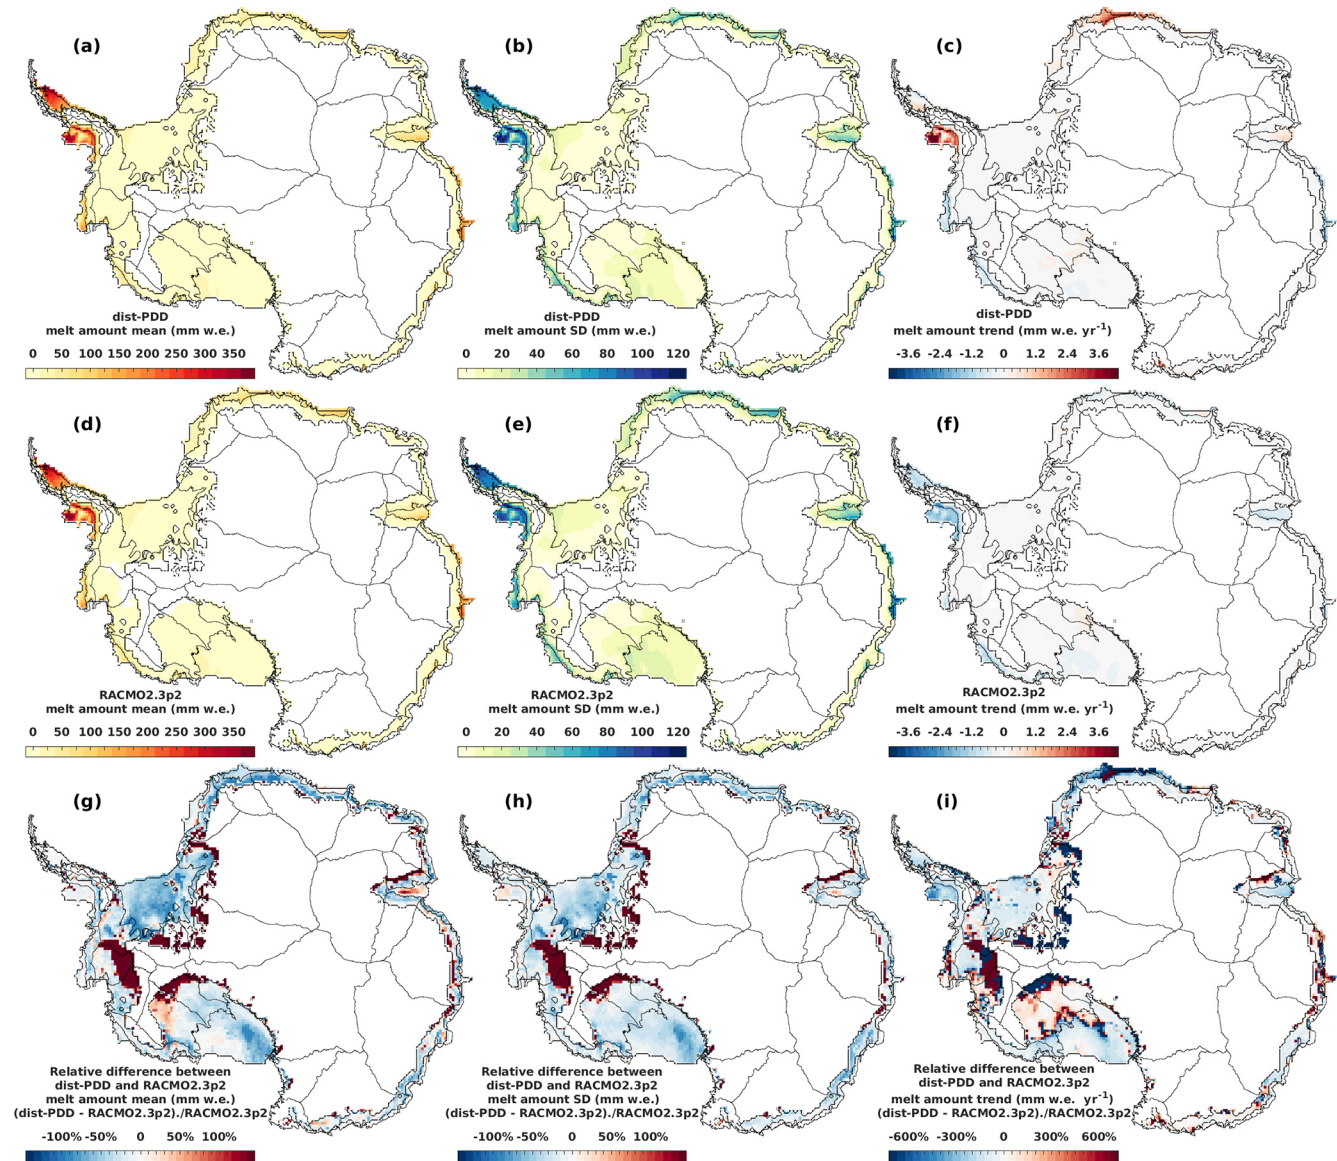 (a)
dist-PDD
melt amount mean (mm w.e.)
0 50 100 150 200 250 300 350
(b)
dist-PDD
melt amount SD (mm w.e.)
0 20 40 60 80 100 120
(c)
dist-PDD
melt amount trend (mm w.e. yr⁻¹)
-3.6 -2.4 -1.2 0 1.2 2.4 3.6
(d)
RACMO2.3p2
melt amount mean (mm w.e.)
0 50 100 150 200 250 300 350
(e)
RACMO2.3p2
melt amount SD (mm w.e.)
0 20 40 60 80 100 120
(f)
RACMO2.3p2
melt amount trend (mm w.e. yr⁻¹)
-3.6 -2.4 -1.2 0 1.2 2.4 3.6
(g)
Relative difference between
dist-PDD and RACMO2.3p2
melt amount mean (mm w.e.)
(dist-PDD - RACMO2.3p2)./RACMO2.3p2
-100% -50% 0 50% 100%
(h)
Relative difference between
dist-PDD and RACMO2.3p2
melt amount SD (mm w.e.)
(dist-PDD - RACMO2.3p2)./RACMO2.3p2
-100% -50% 0 50% 100%
(i)
Relative difference between
dist-PDD and RACMO2.3p2
melt amount trend (mm w.e. yr⁻¹)
(dist-PDD - RACMO2.3p2)./RACMO2.3p2
-600% -300% 0 300% 600%